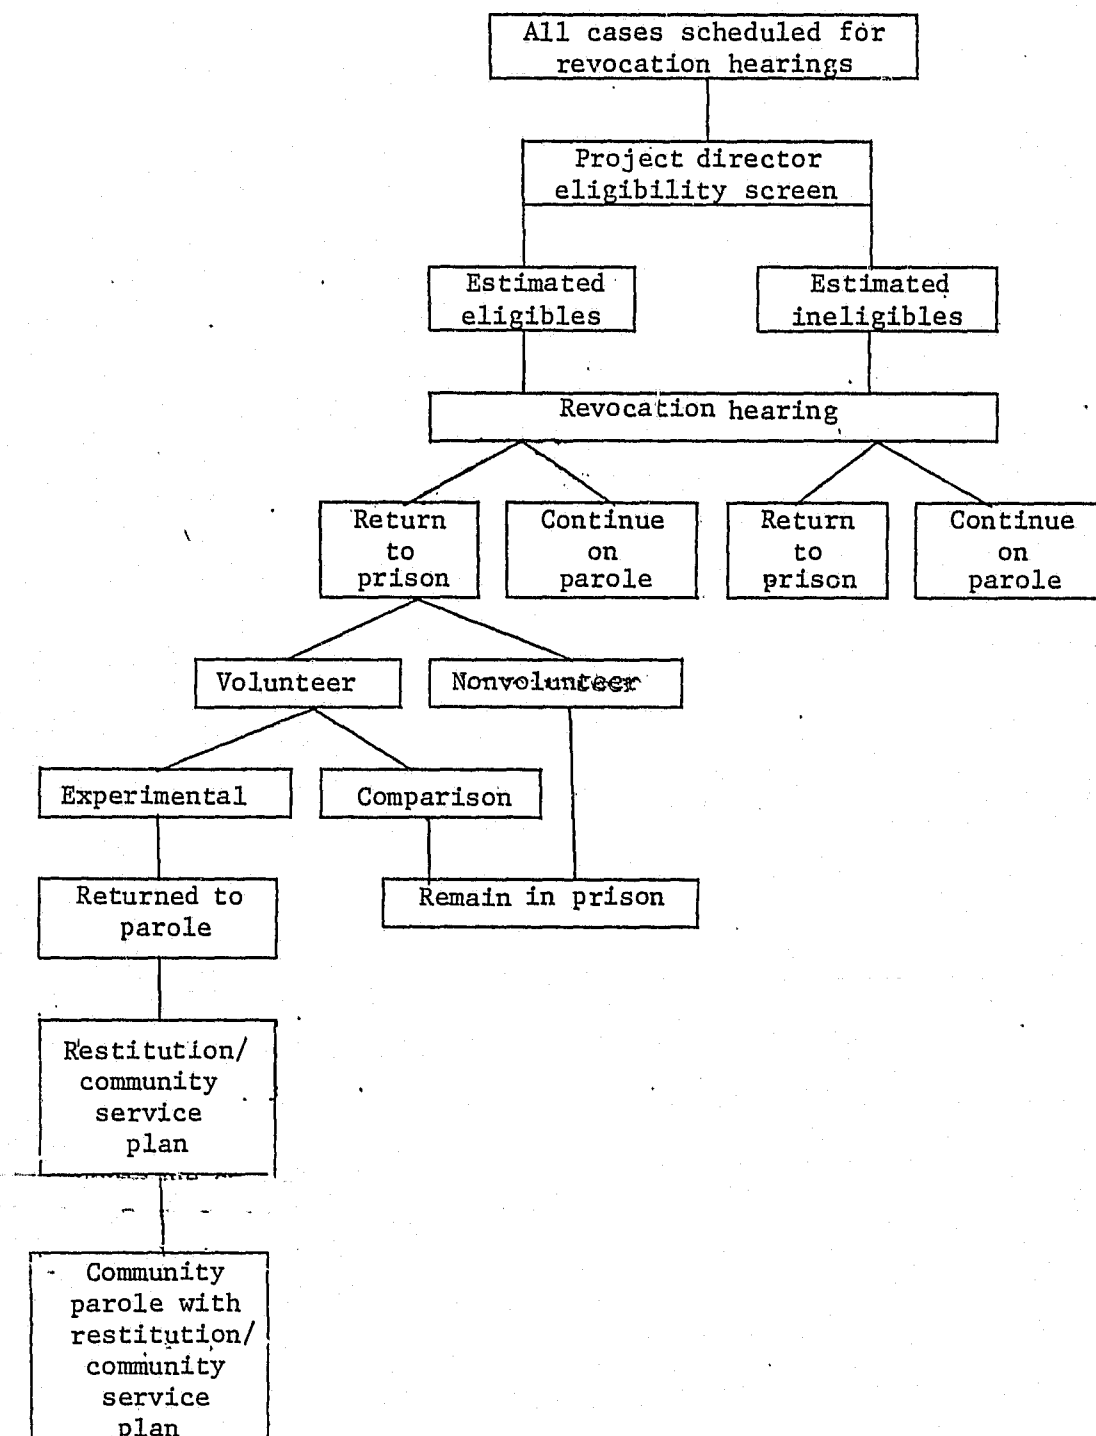 All cases scheduled for
revocation hearings
Project director
eligibility screen
Estimated
eligibles
Estimated
ineligibles
Revocation hearing
Return
to
prison
Continue
on
parole
Return
to
prison
Continue
on
parole
Volunteer
Nonvolunteer
Experimental
Comparison
Returned to
parole
Remain in prison
Restitution/
community
service
plan
Community
parole with
restitution/
community
service
plan